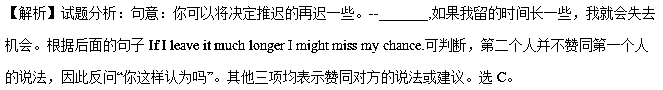 【解析】试题分析：句意：你可以将决定推迟的再迟一些。--_______,如果我留的时间长一些，我就会失去
机会。根据后面的句子 If I leave it much longer I might miss my chance.可判断，第二个人并不赞同第一个人
的说法，因此反问“你这样认为吗”。其他三项均表示赞同对方的说法或建议。选 C。